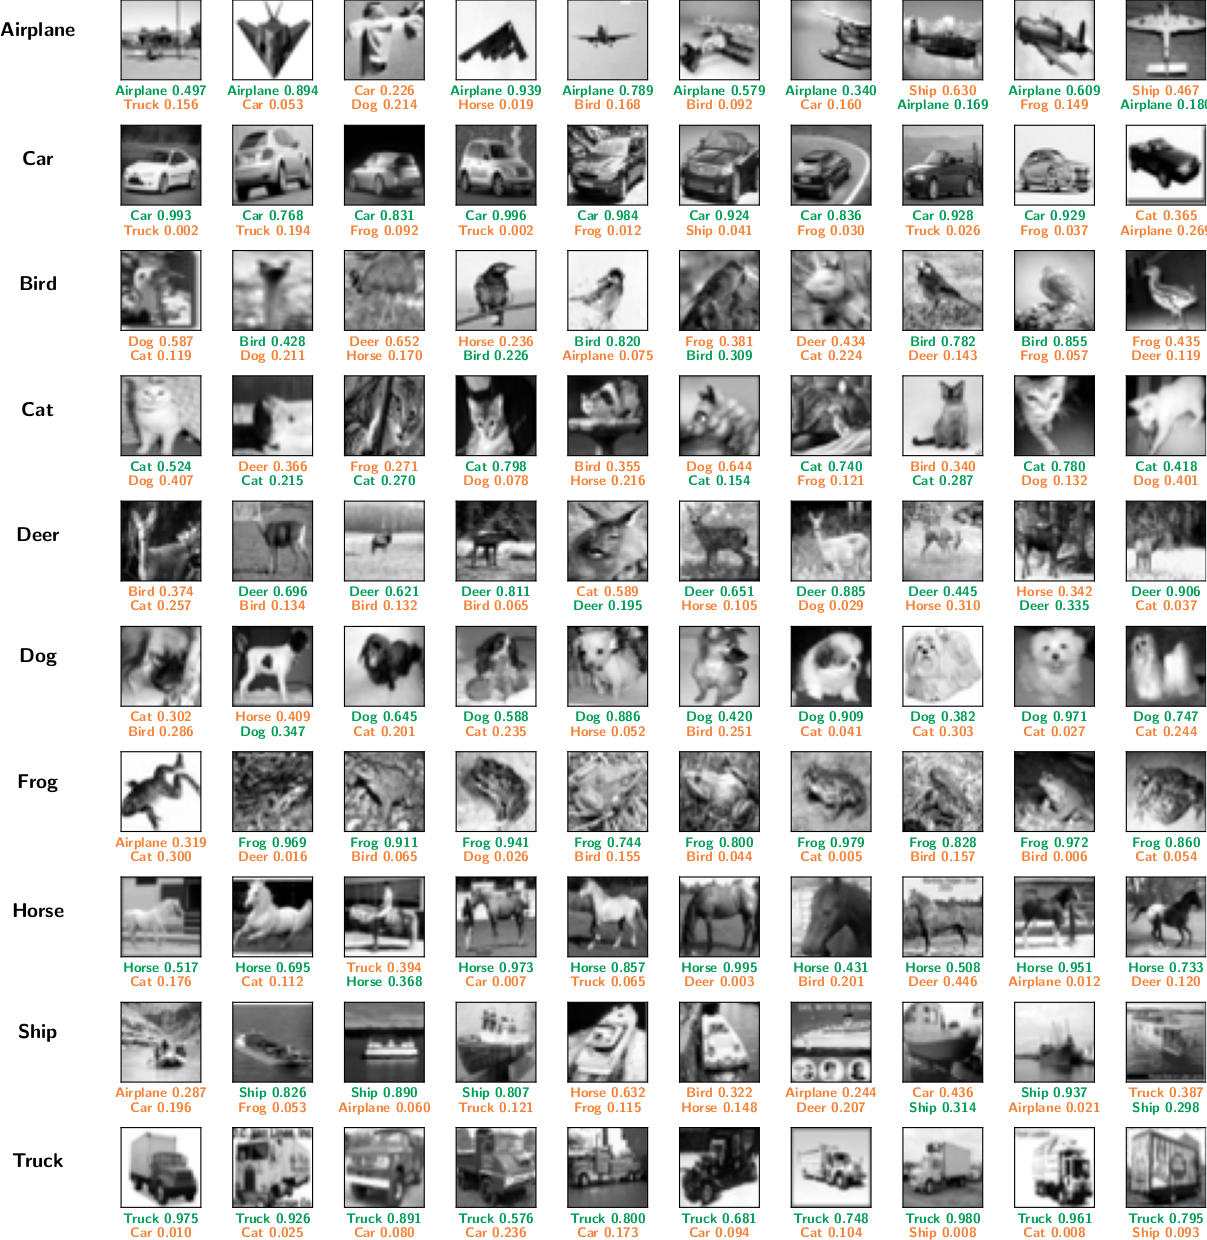 Airplane
Airplane 0.497 Airplane 0.894 Car 0.226 Airplane 0.939 Airplane 0.789 Airplane 0.579 Airplane 0.340 Ship 0.630 Airplane 0.609 Ship 0.467
Truck 0.156 Car 0.053 Dog 0.214 Horse 0.019 Bird 0.168 Bird 0.092 Car 0.160 Airplane 0.169 Frog 0.149 Airplane 0.180
Car
Car 0.993 Car 0.768 Car 0.831 Car 0.996 Car 0.984 Car 0.924 Car 0.836 Car 0.928 Car 0.929 Cat 0.365
Truck 0.002 Truck 0.194 Frog 0.092 Truck 0.002 Frog 0.012 Ship 0.041 Frog 0.030 Truck 0.026 Frog 0.037 Airplane 0.269
Bird
Dog 0.587 Bird 0.428 Deer 0.652 Horse 0.236 Bird 0.820 Frog 0.381 Deer 0.434 Bird 0.782 Bird 0.855 Frog 0.435
Cat 0.119 Dog 0.211 Horse 0.170 Bird 0.226 Airplane 0.075 Bird 0.309 Cat 0.224 Deer 0.143 Frog 0.057 Deer 0.119
Cat
Cat 0.524 Deer 0.366 Frog 0.271 Cat 0.798 Bird 0.355 Dog 0.644 Cat 0.740 Bird 0.340 Cat 0.780 Cat 0.418
Dog 0.407 Cat 0.215 Cat 0.270 Dog 0.078 Horse 0.216 Cat 0.154 Frog 0.121 Cat 0.287 Dog 0.132 Dog 0.401
Deer
Bird 0.374 Deer 0.696 Deer 0.621 Deer 0.811 Cat 0.589 Deer 0.651 Deer 0.885 Deer 0.445 Horse 0.342 Deer 0.906
Cat 0.257 Bird 0.134 Bird 0.132 Bird 0.065 Deer 0.195 Horse 0.105 Dog 0.029 Horse 0.310 Deer 0.335 Cat 0.037
Dog
Cat 0.302 Horse 0.409 Dog 0.645 Dog 0.588 Dog 0.886 Dog 0.420 Dog 0.909 Dog 0.382 Dog 0.971 Dog 0.747
Bird 0.286 Dog 0.347 Cat 0.201 Cat 0.235 Horse 0.052 Bird 0.251 Cat 0.041 Cat 0.303 Cat 0.027 Cat 0.244
Frog
Airplane 0.319 Frog 0.969 Frog 0.911 Frog 0.941 Frog 0.744 Frog 0.800 Frog 0.979 Frog 0.828 Frog 0.972 Frog 0.860
Cat 0.300 Deer 0.016 Bird 0.065 Dog 0.026 Bird 0.155 Bird 0.044 Cat 0.005 Bird 0.157 Bird 0.006 Cat 0.054
Horse
Horse 0.517 Horse 0.695 Truck 0.394 Horse 0.973 Horse 0.857 Horse 0.995 Horse 0.431 Horse 0.508 Horse 0.951 Horse 0.733
Cat 0.176 Cat 0.112 Horse 0.368 Car 0.007 Truck 0.065 Deer 0.003 Bird 0.201 Deer 0.446 Airplane 0.012 Deer 0.120
Ship
Airplane 0.287 Ship 0.826 Ship 0.890 Ship 0.807 Horse 0.632 Bird 0.322 Airplane 0.244 Car 0.436 Ship 0.937 Truck 0.387
Car 0.196 Frog 0.053 Airplane 0.060 Truck 0.121 Frog 0.115 Horse 0.148 Deer 0.207 Ship 0.314 Airplane 0.021 Ship 0.298
Truck
Truck 0.975 Truck 0.926 Truck 0.891 Truck 0.576 Truck 0.800 Truck 0.681 Truck 0.748 Truck 0.980 Truck 0.961 Truck 0.795
Car 0.010 Cat 0.025 Car 0.080 Car 0.236 Car 0.173 Car 0.094 Cat 0.104 Ship 0.008 Cat 0.008 Ship 0.093